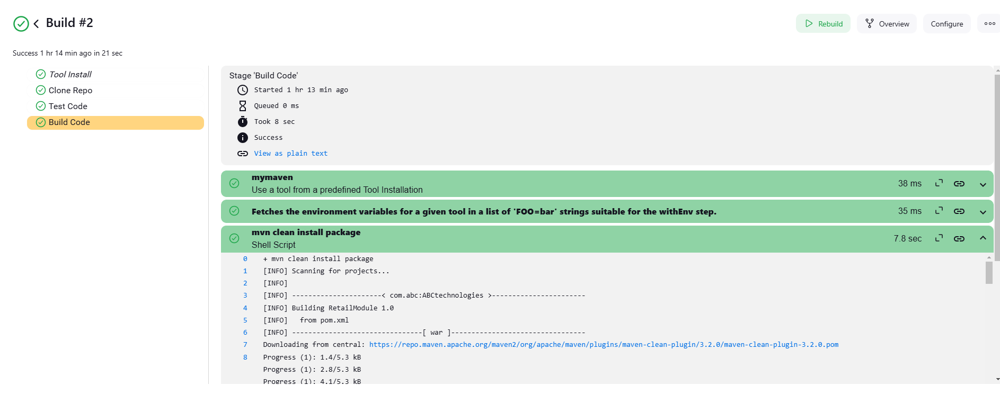 Build #2
Rebuild
Overview
Configure
Success 1 hr 14 min ago in 21 sec
Tool Install
Clone Repo
Test Code
Build Code
Stage 'Build Code'
Started 1 hr 13 min ago
Queued 0 ms
Took 8 sec
Success
View as plain text
mymaven
Use a tool from a predefined Tool Installation
38 ms
Fetches the environment variables for a given tool in a list of 'FOO=bar' strings suitable for the withEnv step.
35 ms
mvn clean install package
Shell Script
7.8 sec
0 + mvn clean install package
1 [INFO] Scanning for projects...
2 [INFO]
3 [INFO] ----------------------< com.abc:ABCtechnologies >-----------------------
4 [INFO] Building RetailModule 1.0
5 [INFO]   from pom.xml
6 [INFO] --------------------------------[ war ]---------------------------------
7 Downloading from central: https://repo.maven.apache.org/maven2/org/apache/maven/plugins/maven-clean-plugin/3.2.0/maven-clean-plugin-3.2.0.pom
8 Progress (1): 1.4/5.3 kB
Progress (1): 2.8/5.3 kB
Progress (1): 4.1/5.3 kB